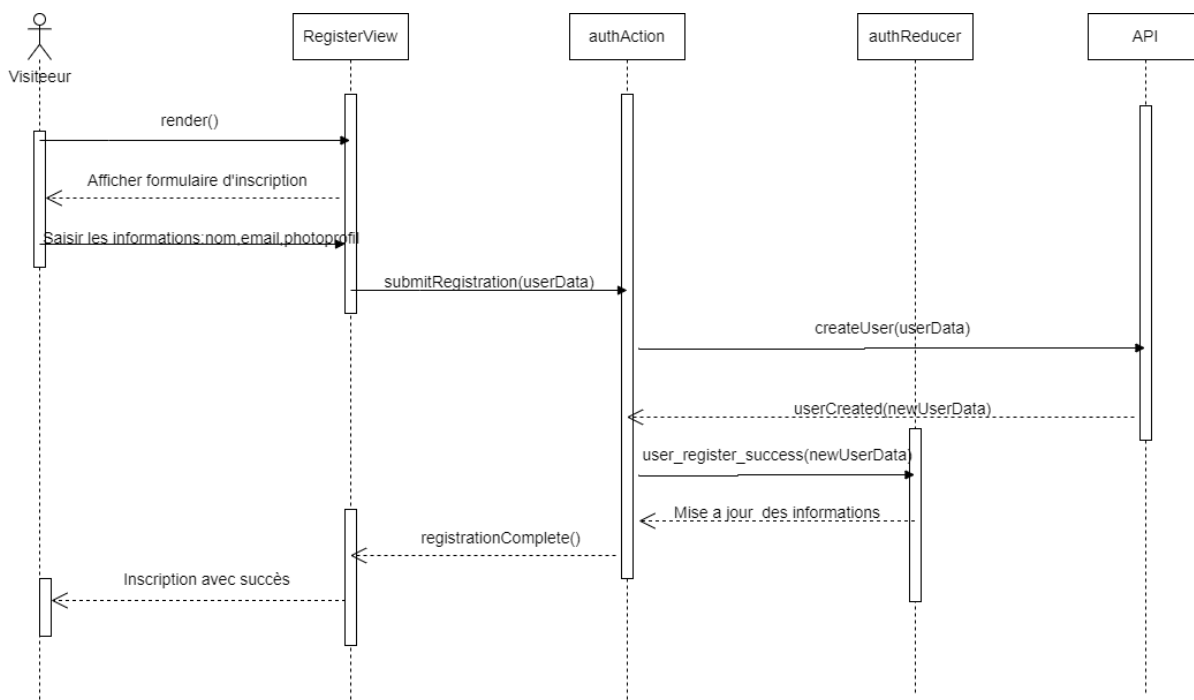 RegisterView
authAction
authReducer
API
Visiteeur
render()
Afficher formulaire d'inscription
Saisir les informations:nom,email,photoprofil
submitRegistration(userData)
createUser(userData)
userCreated(newUserData)
user_register_success(newUserData)
Mise a jour des informations
registrationComplete()
Inscription avec succès